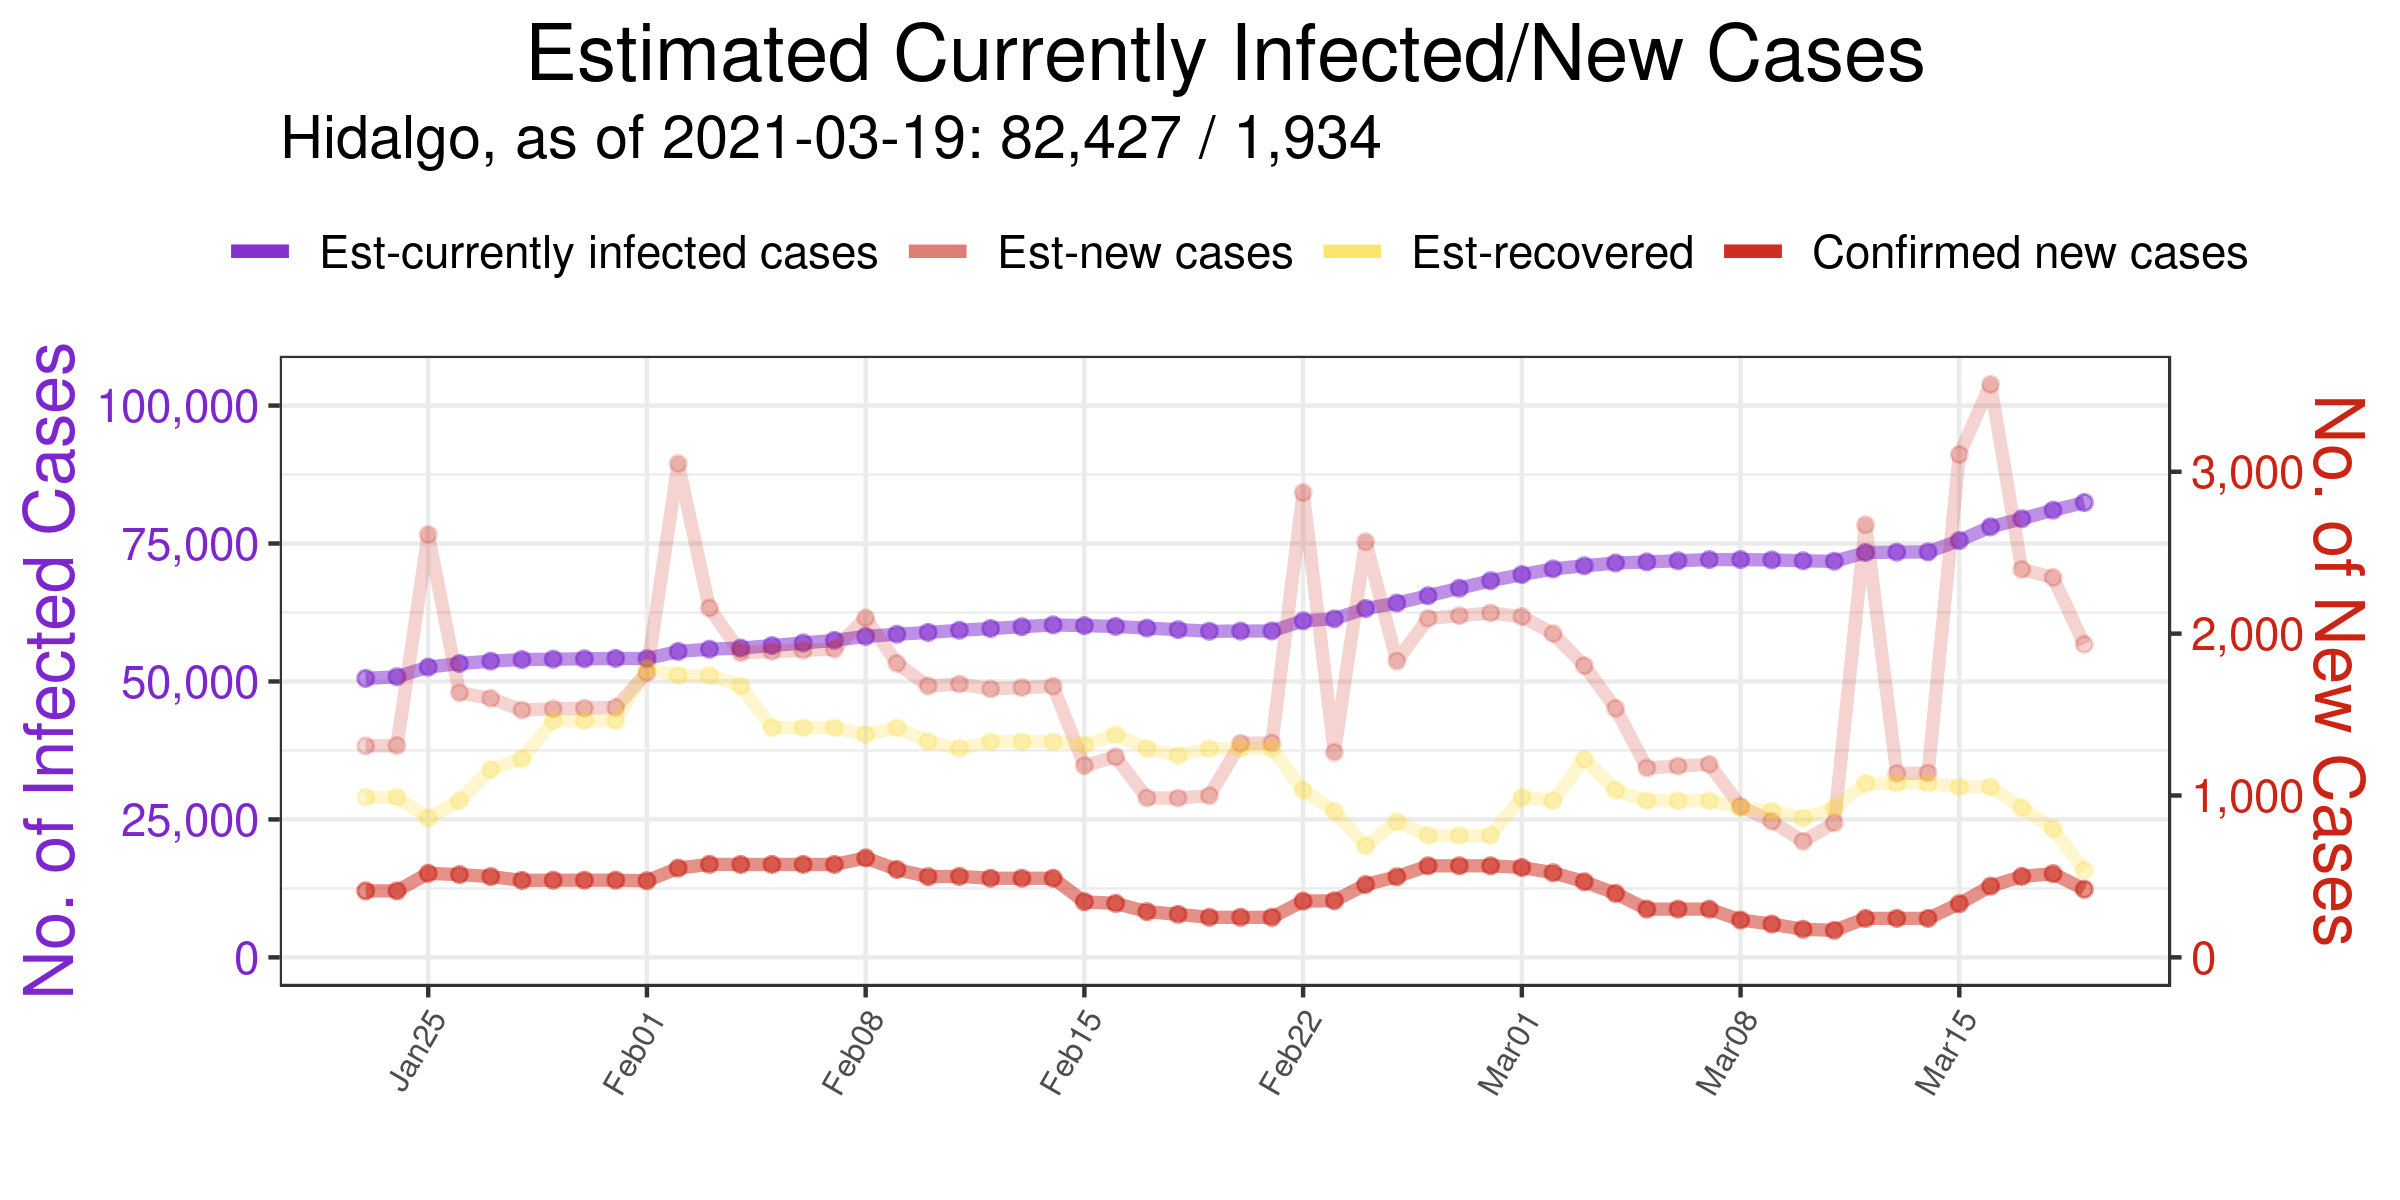 Estimated Currently Infected/New Cases
Hidalgo, as of 2021-03-19: 82,427 / 1,934
Est-currently infected cases Est-new cases Est-recovered Confirmed new cases
No. of Infected Cases
100,000
75,000
50,000
25,000
0
3,000
2,000
1,000
0
No. of New Cases
Jan25 Feb01 Feb08 Feb15 Feb22 Mar01 Mar08 Mar15